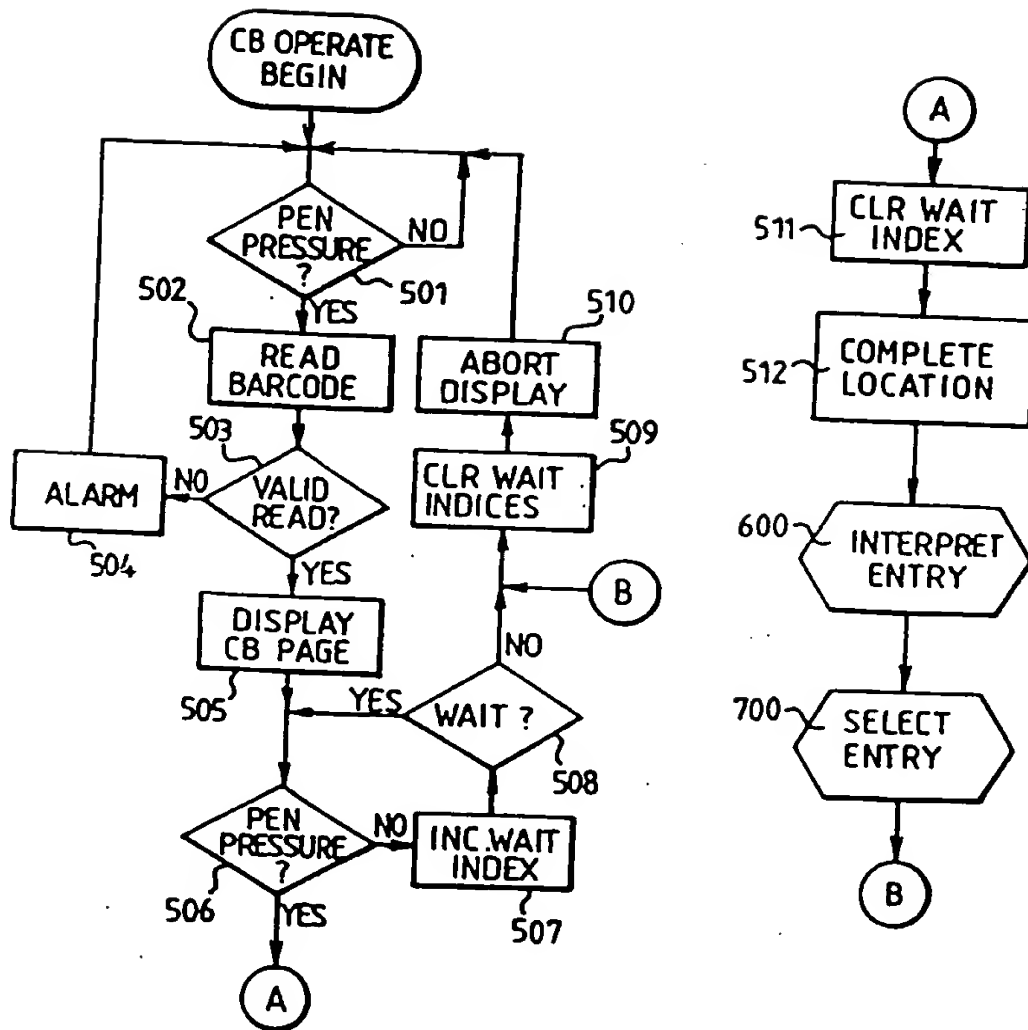 CB OPERATE
BEGIN
PEN
PRESSURE
?
NO
501
YES
502
READ
BARCODE
503
VALID
READ?
NO
ALARM
504
YES
DISPLAY
CB PAGE
505
PEN
PRESSURE
?
506
NO
YES
A
INC.WAIT
INDEX
507
WAIT ?
508
YES
NO
B
CLR WAIT
INDICES
509
510
ABORT
DISPLAY
A
511
CLR WAIT
INDEX
512
COMPLETE
LOCATION
600
INTERPRET
ENTRY
700
SELECT
ENTRY
B